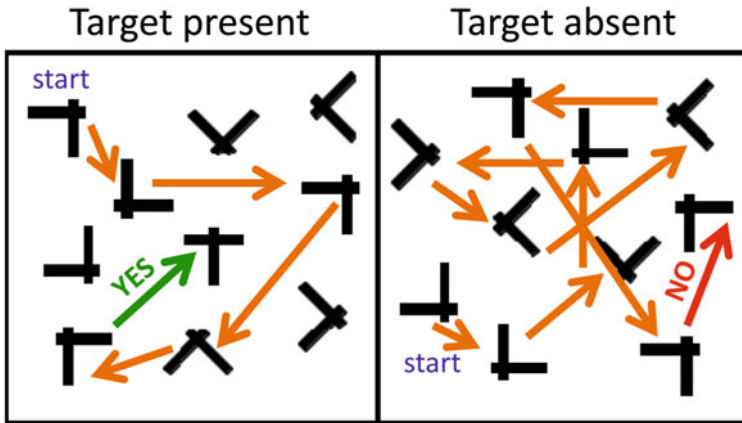 Target present
Target absent
start
YES
NO
start